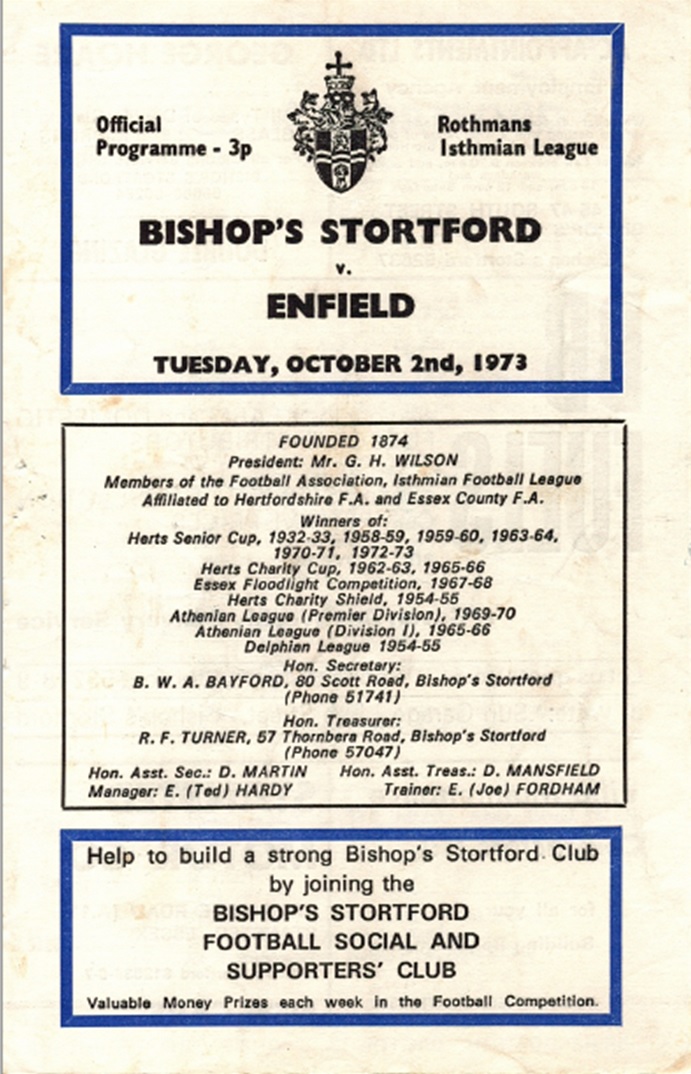 Official
Programme - 3p
Rothmans
Isthmian League
BISHOP'S STORTFORD
v.
ENFIELD
TUESDAY, OCTOBER 2nd, 1973
FOUNDED 1874
President: Mr. G. H. WILSON
Members of the Football Association, Isthmian Football League
Affiliated to Hertfordshire F.A. and Essex County F.A.
Winners of:
Herts Senior Cup, 1932-33, 1958-59, 1959-60, 1963-64,
1970-71, 1972-73
Herts Charity Cup, 1962-63, 1965-66
Essex Floodlight Competition, 1967-68
Herts Charity Shield, 1954-55
Athenian League (Premier Division), 1969-70
Athenian League (Division I), 1965-66
Delphian League 1954-55
Hon. Secretary:
B. W. A. BAYFORD, 80 Scott Road, Bishop's Stortford
(Phone 51741)
Hon. Treasurer:
R. F. TURNER, 57 Thornbera Road, Bishop's Stortford
(Phone 57047)
Hon. Asst. Sec.: D. MARTIN Hon. Asst. Treas.: D. MANSFIELD
Manager: E. (Ted) HARDY Trainer: E. (Joe) FORDHAM
Help to build a strong Bishop's Stortford Club
by joining the
BISHOP'S STORTFORD
FOOTBALL SOCIAL AND
SUPPORTERS' CLUB
Valuable Money Prizes each week in the Football Competition.